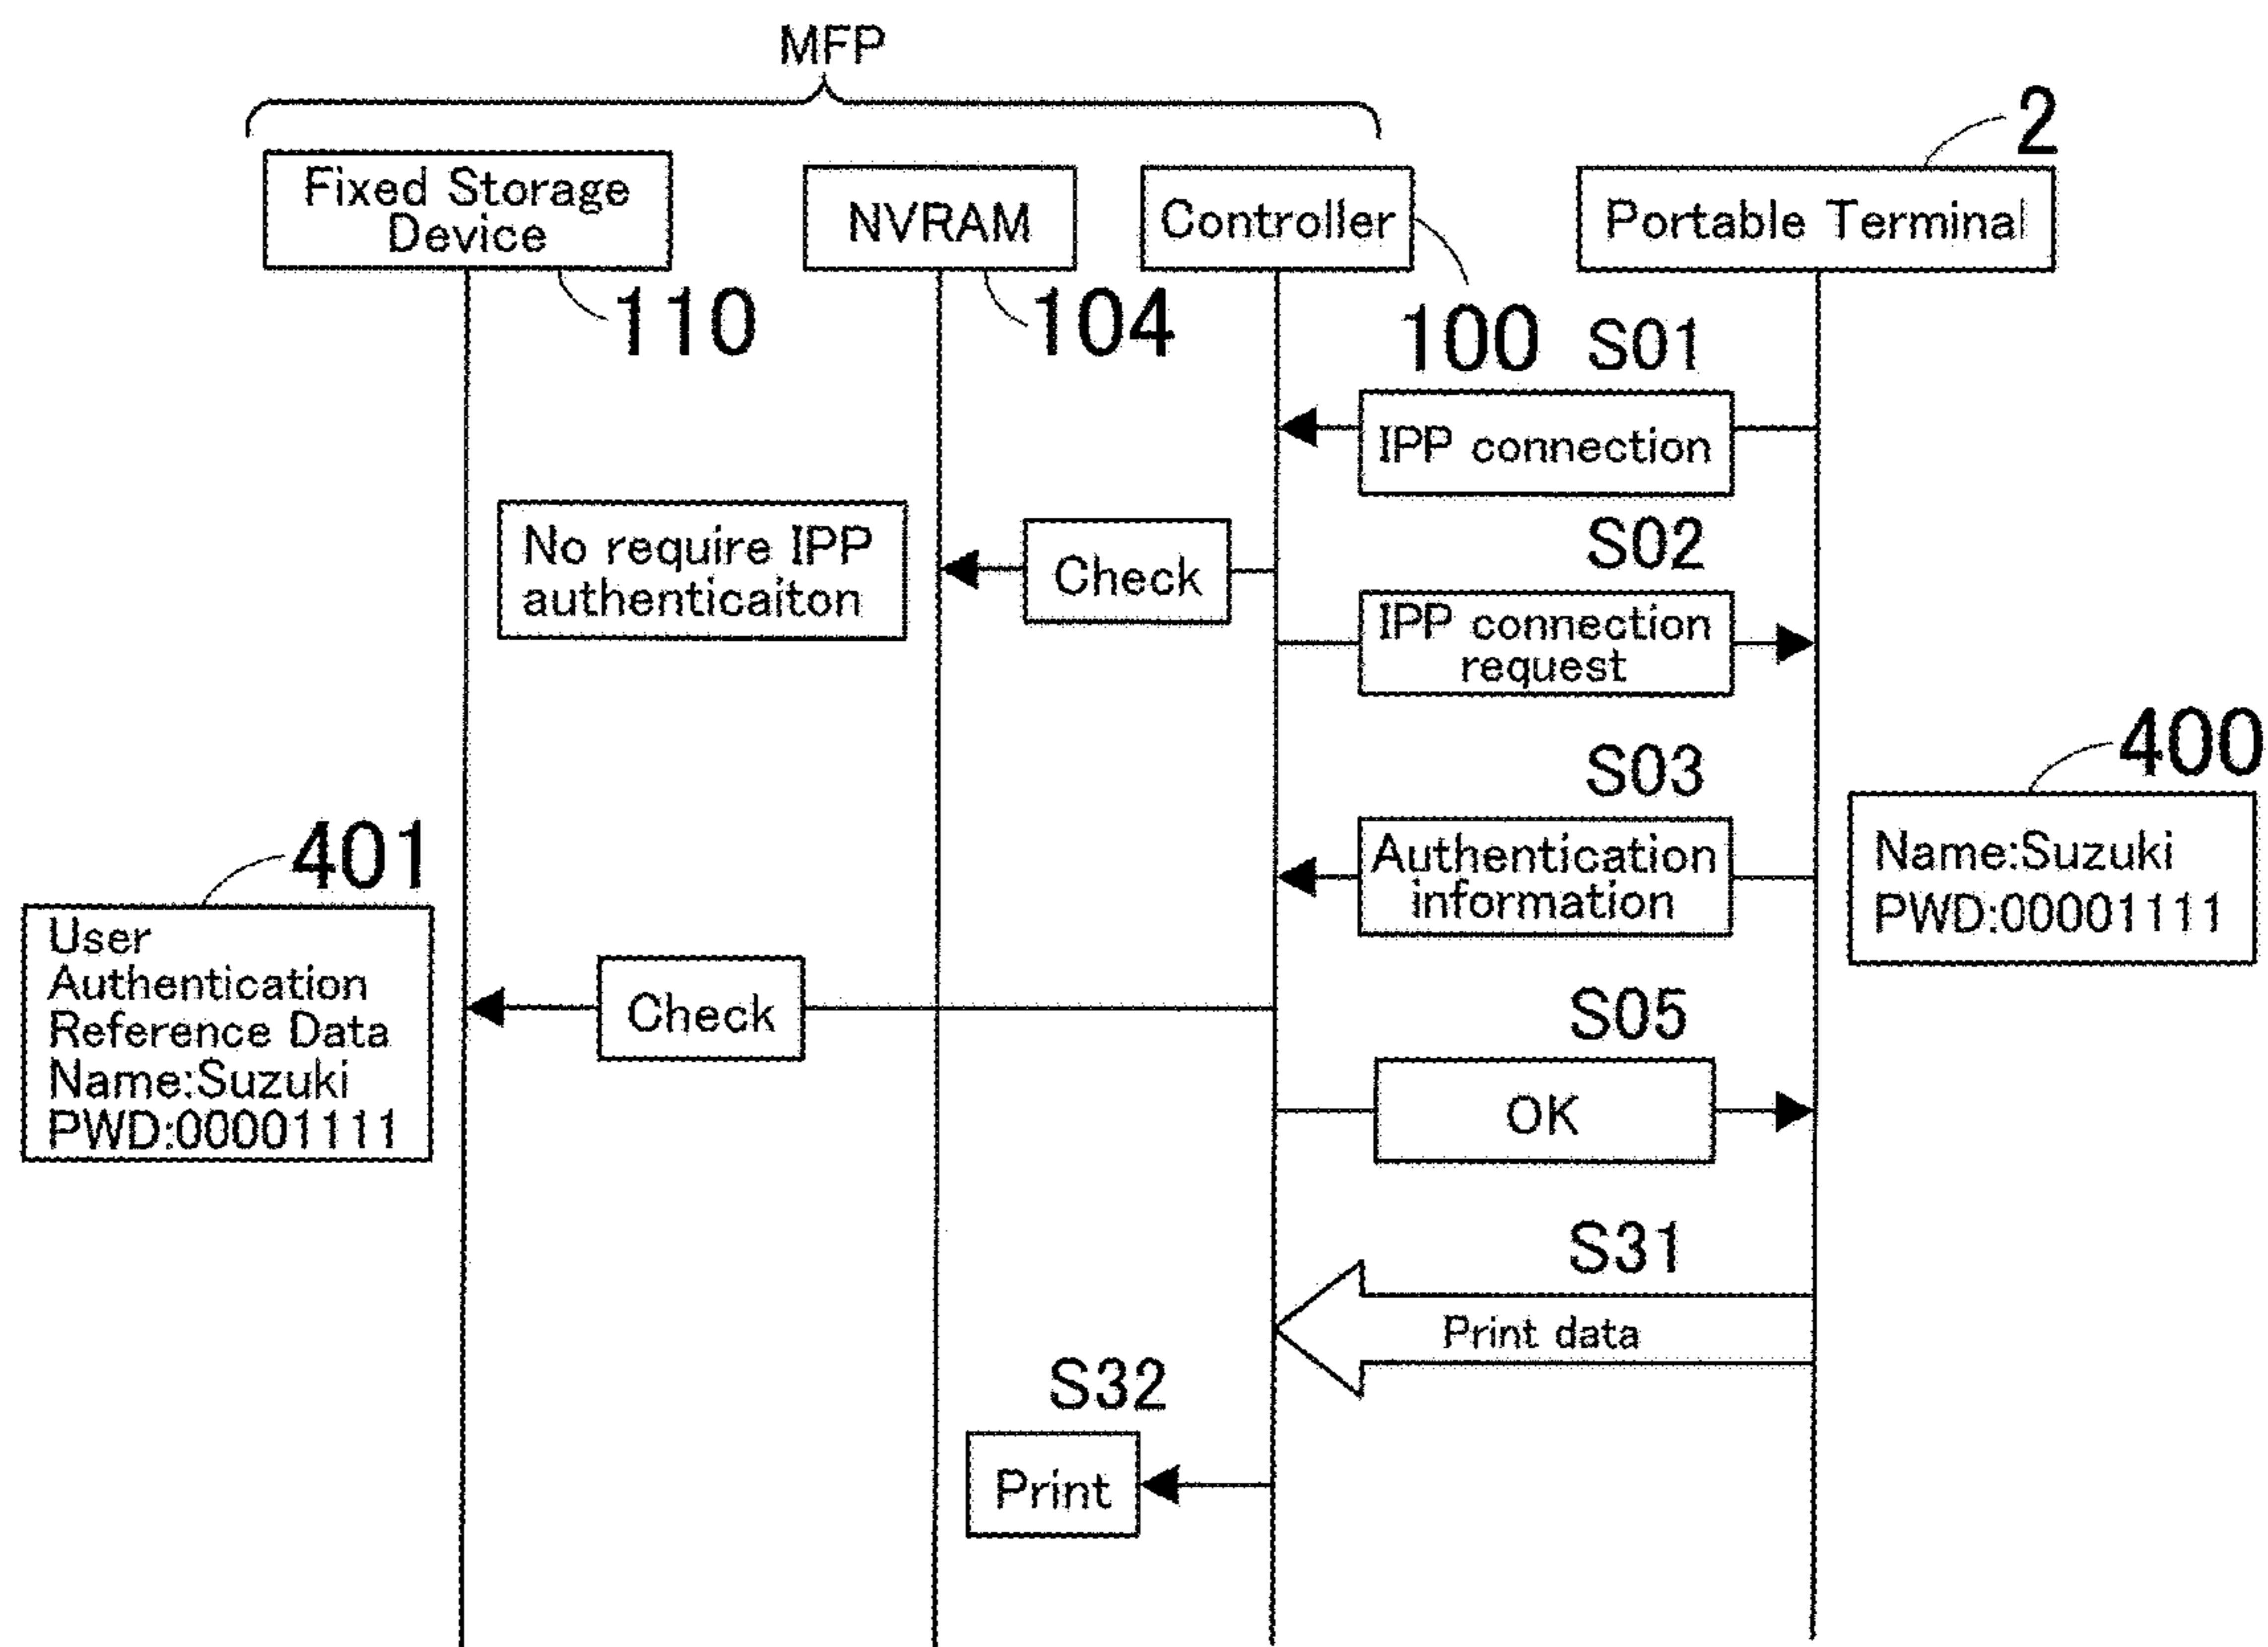 MFP
2
Fixed Storage
Device
NVRAM
Controller
Portable Terminal
110
104
100
S01
IPP connection
No require IPP
authenticaiton
Check
S02
IPP connection
request
S03
400
Authentication
information
Name:Suzuki
PWD:00001111
401
User
Authentication
Reference Data
Name:Suzuki
PWD:00001111
Check
S05
OK
S31
Print data
S32
Print